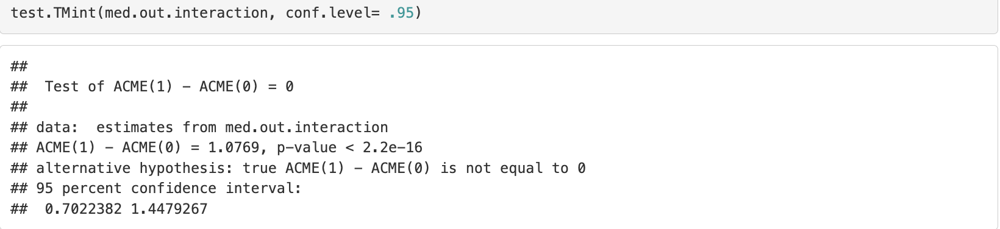 test.TMint(med.out.interaction, conf.level= .95)
##
##  Test of ACME(1) - ACME(0) = 0
##
## data:  estimates from med.out.interaction
## ACME(1) - ACME(0) = 1.0769, p-value < 2.2e-16
## alternative hypothesis: true ACME(1) - ACME(0) is not equal to 0
## 95 percent confidence interval:
##  0.7022382 1.4479267